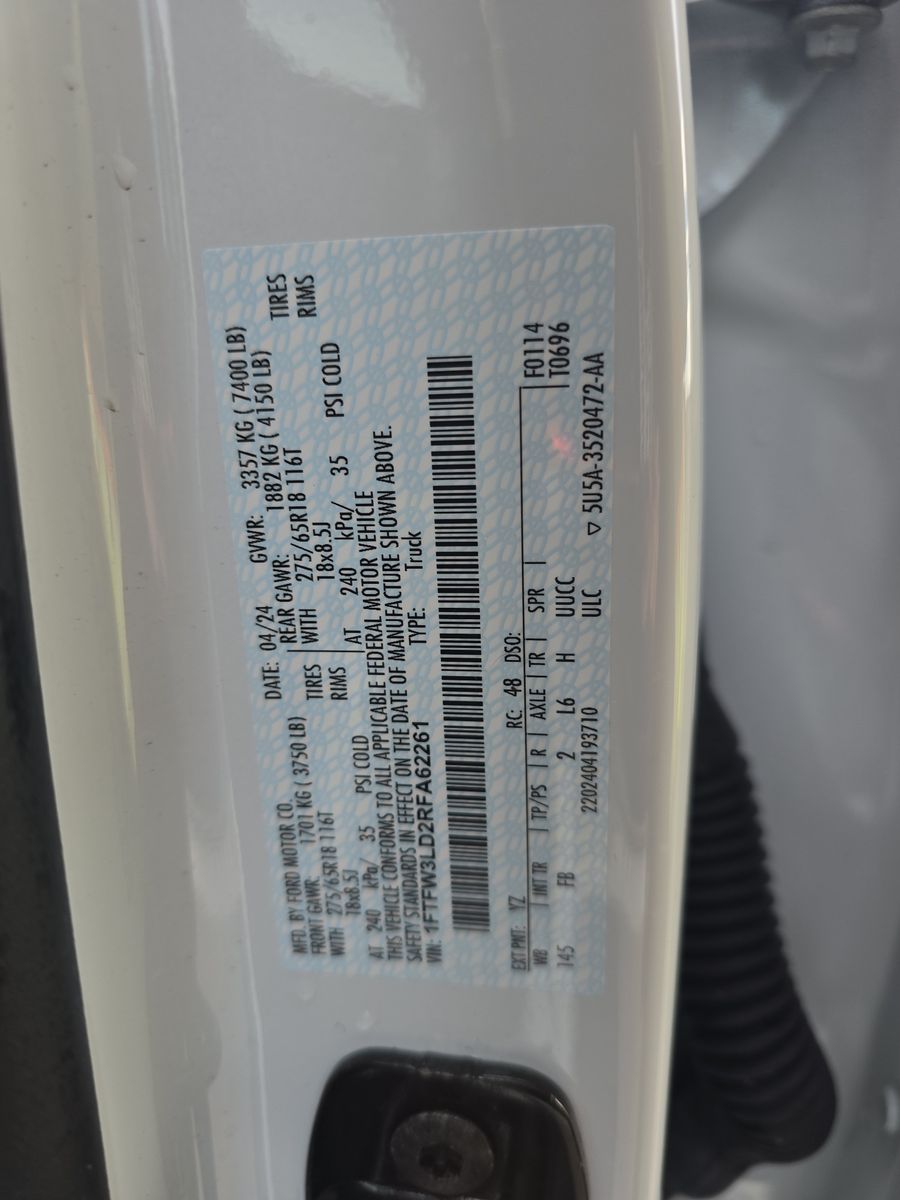 MFD. BY FORD MOTOR CO. DATE: 04/24 GVWR: 3357 KG ( 7400 LB)
FRONT GAWR: 1701 KG ( 3750 LB) REAR GAWR: 1882 KG ( 4150 LB)
WITH 275/65R18 116T TIRES WITH 275/65R18 116T TIRES
18x8.5J RIMS 18x8.5J RIMS
AT 240 kPa/ 35 PSI COLD AT 240 kPa/ 35 PSI COLD
THIS VEHICLE CONFORMS TO ALL APPLICABLE FEDERAL MOTOR VEHICLE
SAFETY STANDARDS IN EFFECT ON THE DATE OF MANUFACTURE SHOWN ABOVE.
VIN: 1FTFW3LD2RFA62261 TYPE: Truck
EXT PNT: YZ RC: 48 DSO: F0114
WB INT TR TP/PS R AXLE TR SPR T0696
145 FB 2 L6 H UUCC
2202404193710 ULC ▽ 5U5A-3520472-AA